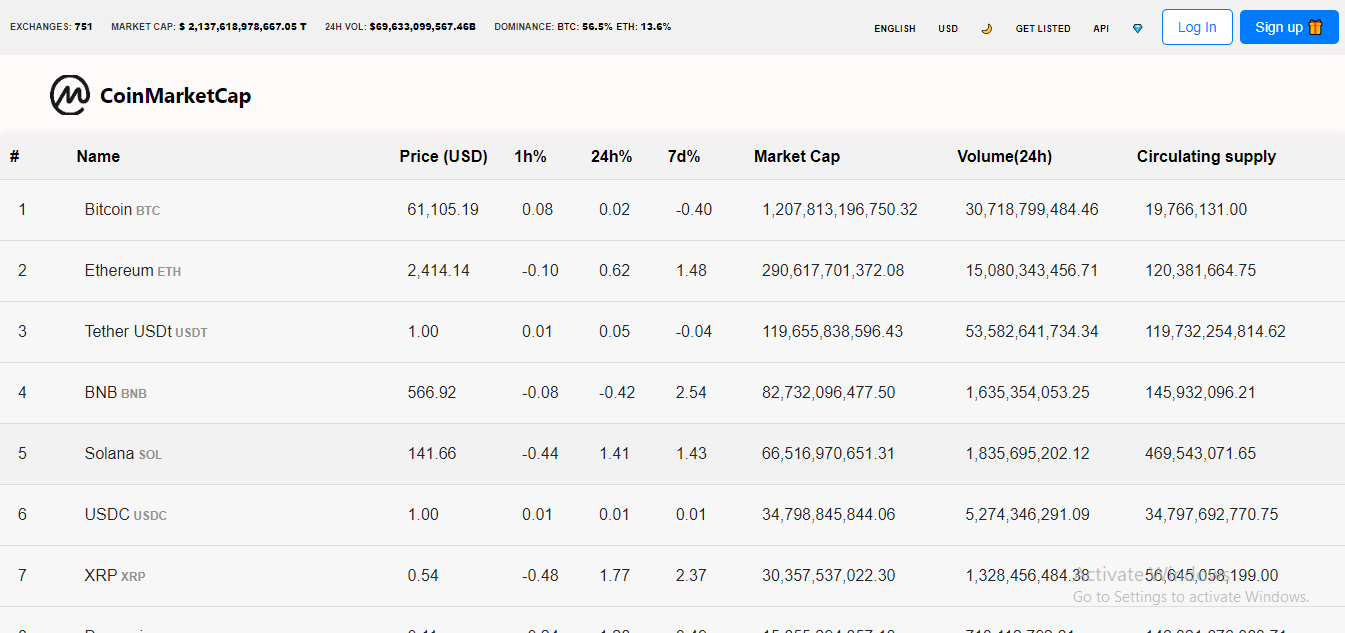 EXCHANGES: 751 MARKET CAP: $ 2,137,618,978,667.05 T 24H VOL: $69,633,099,567.46B DOMINANCE: BTC: 56.5% ETH: 13.6% ENGLISH USD 🌙 GET LISTED API 💎 Log In Sign up 🎁
CoinMarketCap
# Name Price (USD) 1h% 24h% 7d% Market Cap Volume(24h) Circulating supply
1 Bitcoin BTC 61,105.19 0.08 0.02 -0.40 1,207,813,196,750.32 30,718,799,484.46 19,766,131.00
2 Ethereum ETH 2,414.14 -0.10 0.62 1.48 290,617,701,372.08 15,080,343,456.71 120,381,664.75
3 Tether USDt USDT 1.00 0.01 0.05 -0.04 119,655,838,596.43 53,582,641,734.34 119,732,254,814.62
4 BNB BNB 566.92 -0.08 -0.42 2.54 82,732,096,477.50 1,635,354,053.25 145,932,096.21
5 Solana SOL 141.66 -0.44 1.41 1.43 66,516,970,651.31 1,835,695,202.12 469,543,071.65
6 USDC USDC 1.00 0.01 0.01 0.01 34,798,845,844.06 5,274,346,291.09 34,797,692,770.75
7 XRP XRP 0.54 -0.48 1.77 2.37 30,357,537,022.30 1,328,456,484.38 56,645,058,199.00
Activate Windows
Go to Settings to activate Windows.